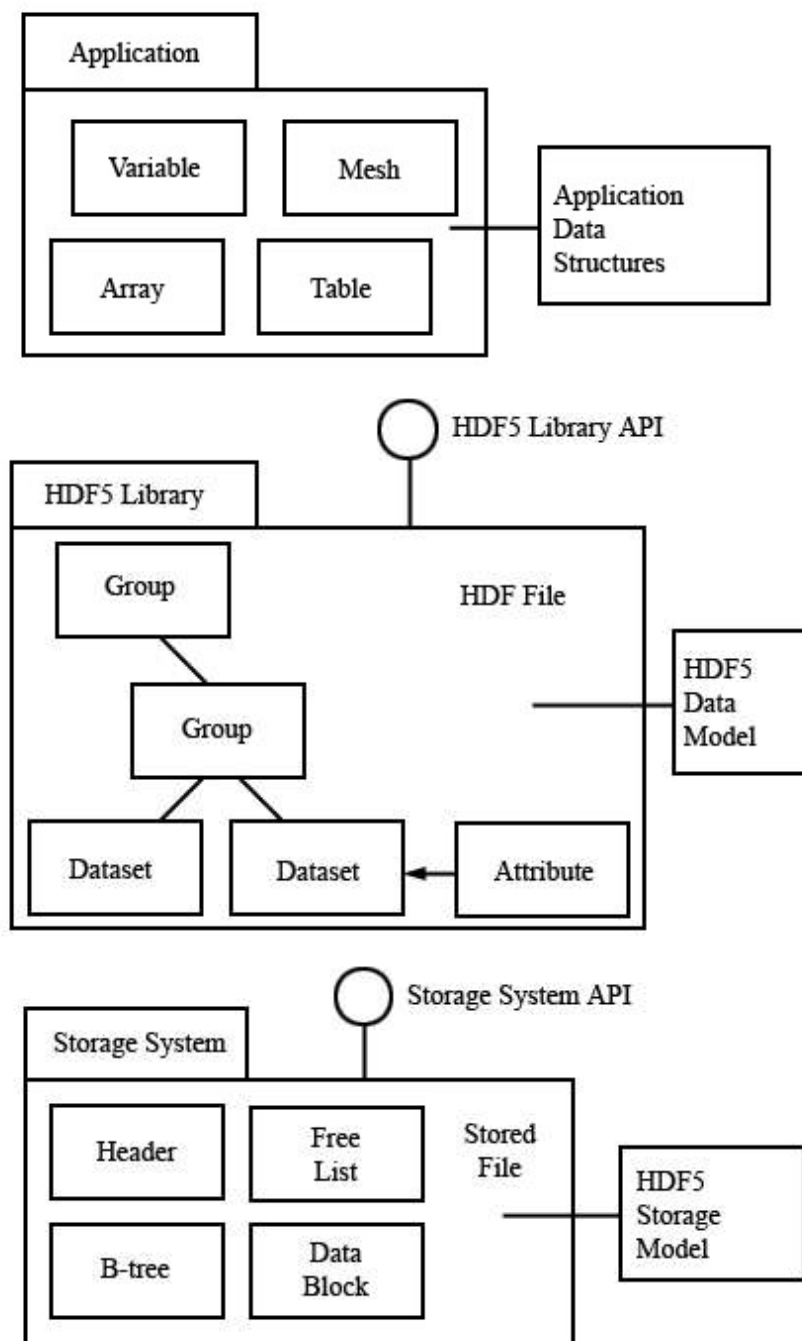 Application
Variable
Mesh
Array
Table
Application
Data
Structures
HDF5 Library API
HDF5 Library
Group
HDF File
Group
HDF5
Data
Model
Dataset
Dataset
Attribute
Storage System API
Storage System
Header
Free
List
Stored
File
B-tree
Data
Block
HDF5
Storage
Model